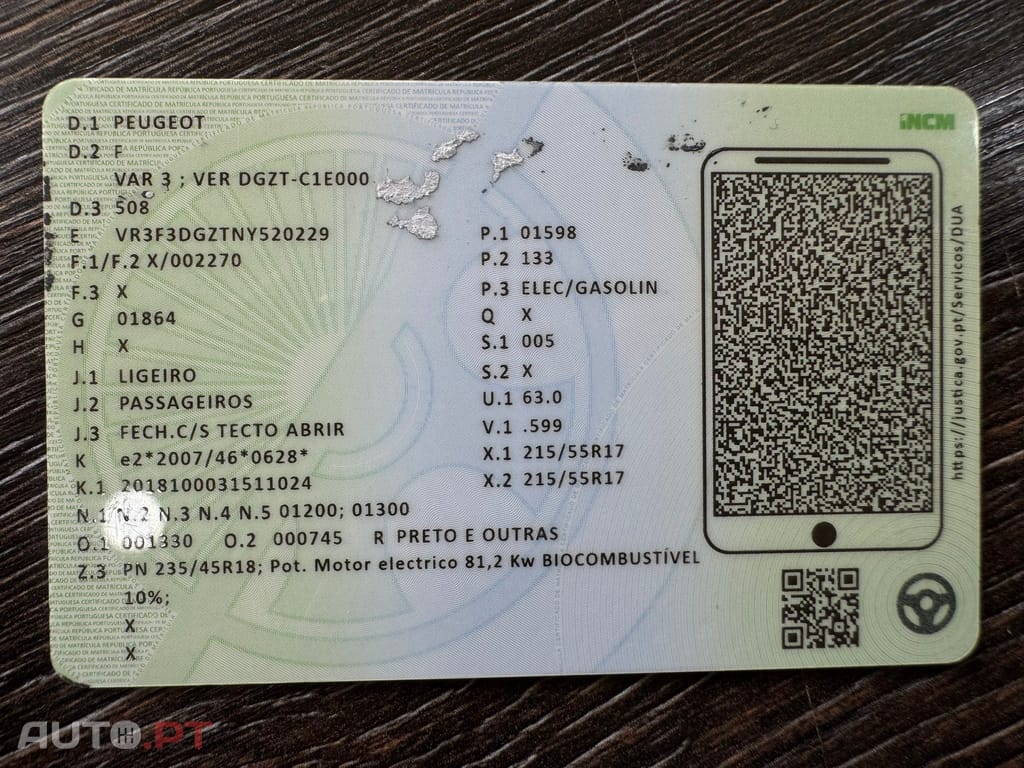 D.1 PEUGEOT
D.2 F
VAR 3 ; VER DGZT-C1E000
D.3 508
E VR3F3DGZTNY520229
F.1/F.2 X/002270
F.3 X
G 01864
H X
J.1 LIGEIRO
J.2 PASSAGEIROS
J.3 FECH.C/S TECTO ABRIR
K e2*2007/46*0628*
K.1 2018100031511024
N.1 N.2 N.3 N.4 N.5 01200; 01300
O.1 001330 O.2 000745 R PRETO E OUTRAS
Z.3 PN 235/45R18; Pot. Motor electrico 81,2 Kw BIOCOMBUSTÍVEL
10%;
X
X
P.1 01598
P.2 133
P.3 ELEC/GASOLIN
Q X
S.1 005
S.2 X
U.1 63.0
V.1 .599
X.1 215/55R17
X.2 215/55R17
INCM
https://justica.gov.pt/Servicos/DUA
AUTO.PT